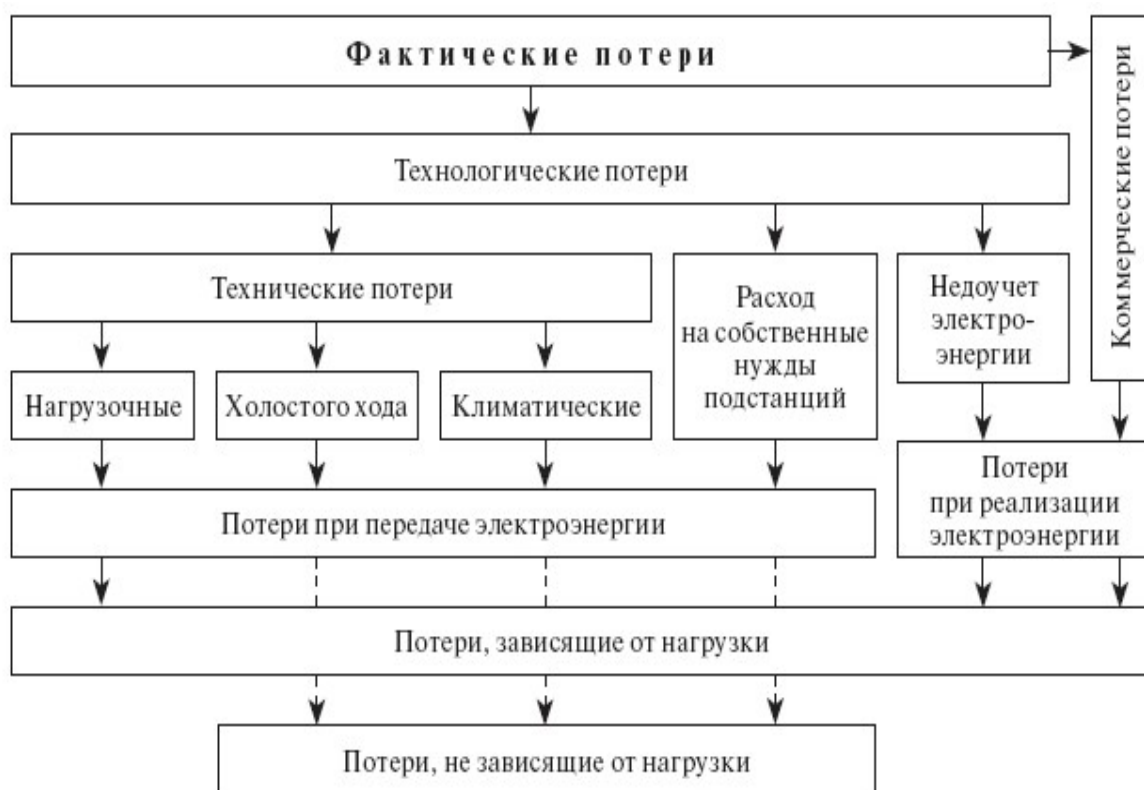 Фактические потери
Коммерческие потери
Технологические потери
Технические потери
Расход
на собственные
нужды
подстанций
Недоучет
электро-
энергии
Нагрузочные
Холостого хода
Климатические
Потери при передаче электроэнергии
Потери
при реализации
электроэнергии
Потери, зависящие от нагрузки
Потери, не зависящие от нагрузки